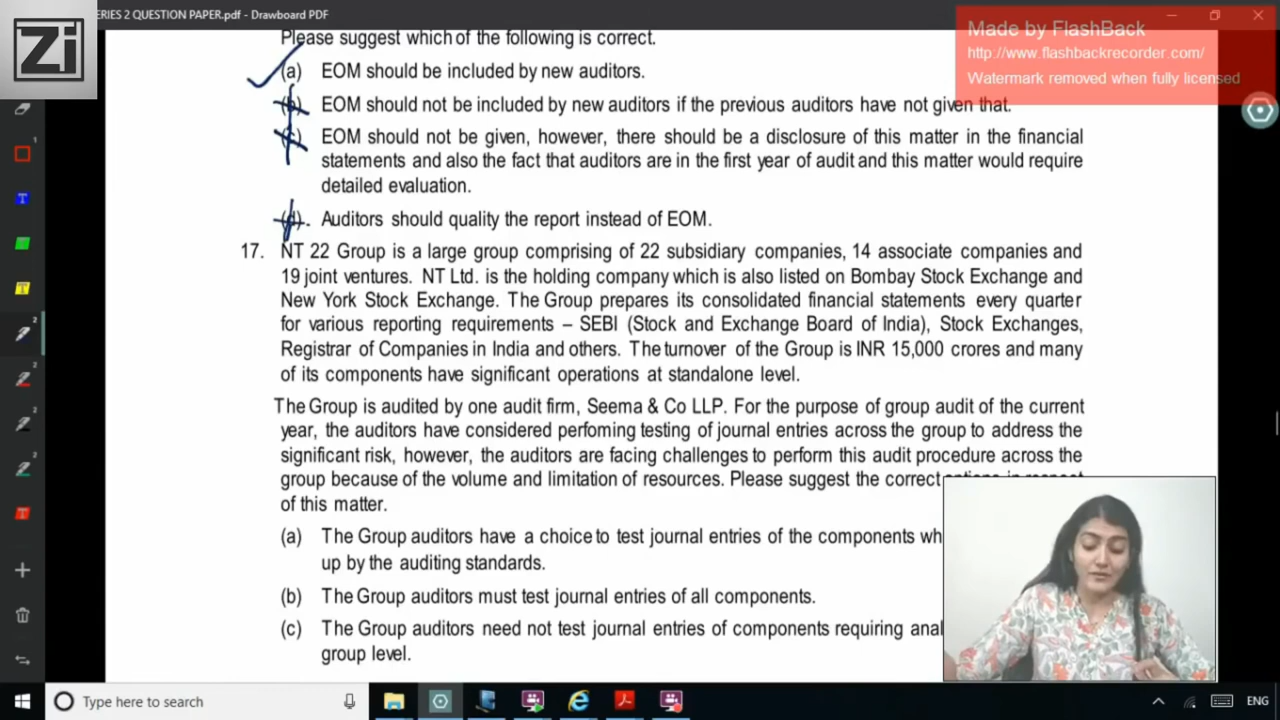 ERIES 2 QUESTION PAPER.pdf - Drawboard PDF
Zi
Made by FlashBack
http://www.flashbackrecorder.com/
Watermark removed when fully licensed
Please suggest which of the following is correct.
(a) EOM should be included by new auditors.
(b) EOM should not be included by new auditors if the previous auditors have not given that.
(c) EOM should not be given, however, there should be a disclosure of this matter in the financial
statements and also the fact that auditors are in the first year of audit and this matter would require
detailed evaluation.
(d). Auditors should quality the report instead of EOM.
17. NT 22 Group is a large group comprising of 22 subsidiary companies, 14 associate companies and
19 joint ventures. NT Ltd. is the holding company which is also listed on Bombay Stock Exchange and
New York Stock Exchange. The Group prepares its consolidated financial statements every quarter
for various reporting requirements – SEBI (Stock and Exchange Board of India), Stock Exchanges,
Registrar of Companies in India and others. The turnover of the Group is INR 15,000 crores and many
of its components have significant operations at standalone level.
The Group is audited by one audit firm, Seema & Co LLP. For the purpose of group audit of the current
year, the auditors have considered perfoming testing of journal entries across the group to address the
significant risk, however, the auditors are facing challenges to perform this audit procedure across the
group because of the volume and limitation of resources. Please suggest the correct options in respect
of this matter.
(a) The Group auditors have a choice to test journal entries of the components wh
up by the auditing standards.
(b) The Group auditors must test journal entries of all components.
(c) The Group auditors need not test journal entries of components requiring anal
group level.
Type here to search
ENG